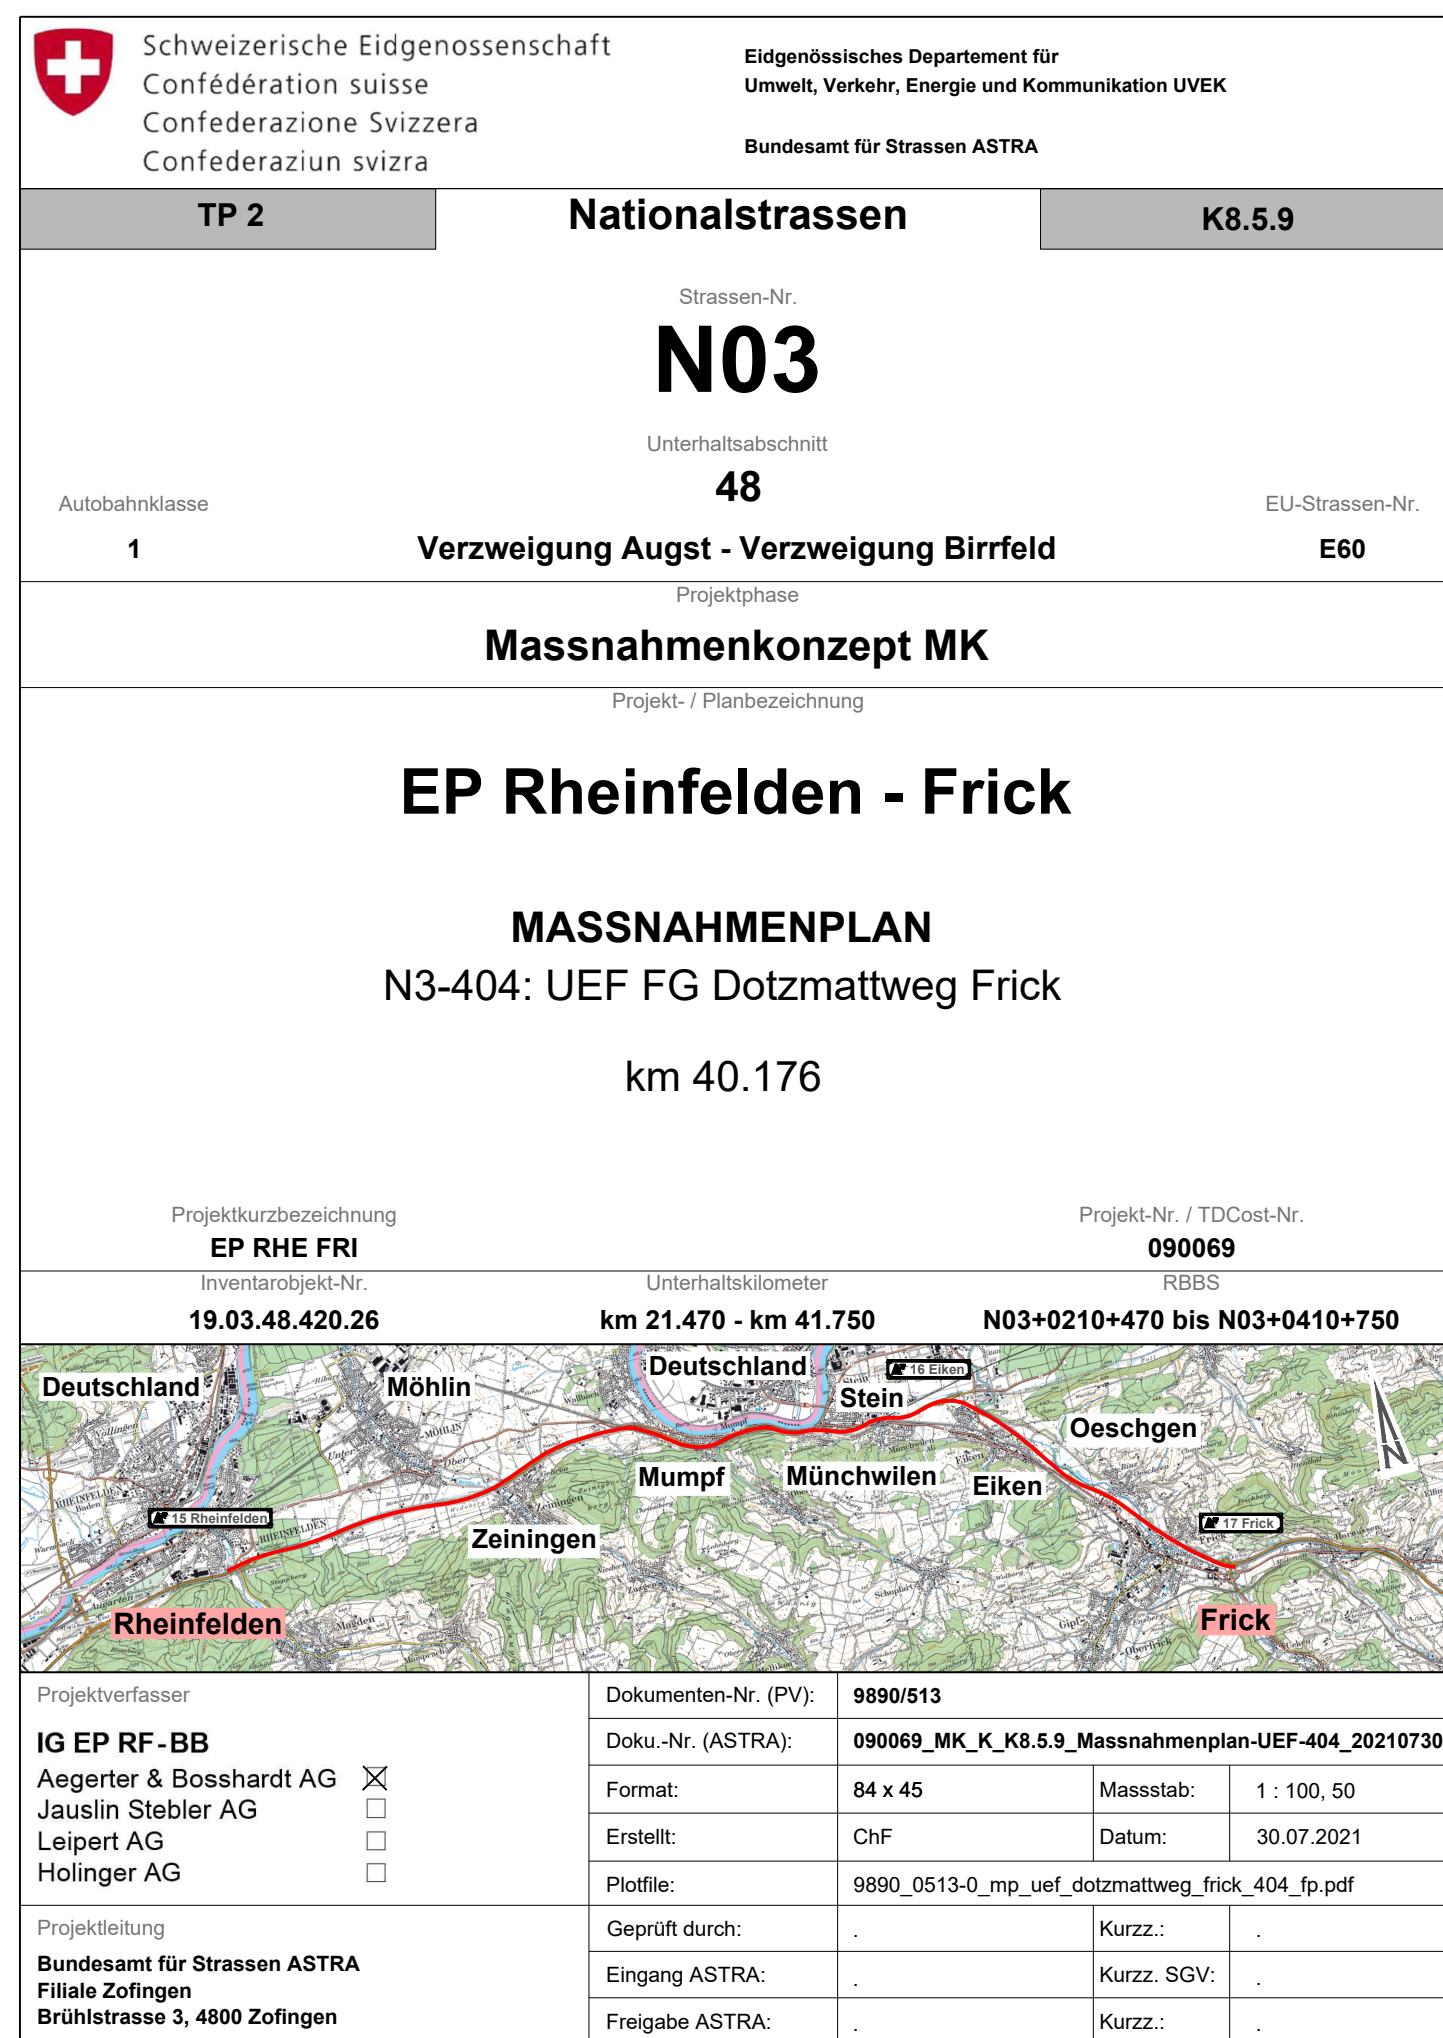 Schweizerische Eidgenossenschaft
Confédération suisse
Confederazione Svizzera
Confederaziun svizra
Eidgenössisches Departement für
Umwelt, Verkehr, Energie und Kommunikation UVEK
Bundesamt für Strassen ASTRA
TP 2
Nationalstrassen
K8.5.9
Strassen-Nr.
N03
Unterhaltsabschnitt
48
Autobahnklasse
EU-Strassen-Nr.
1
Verzweigung Augst - Verzweigung Birrfeld
E60
Projektphase
Massnahmenkonzept MK
Projekt- / Planbezeichnung
EP Rheinfelden - Frick
MASSNAHMENPLAN
N3-404: UEF FG Dotzmattweg Frick
km 40.176
Projektkurzbezeichnung
Projekt-Nr. / TDCost-Nr.
EP RHE FRI
090069
Inventarobjekt-Nr.
Unterhaltskilometer
RBBS
19.03.48.420.26
km 21.470 - km 41.750
N03+0210+470 bis N03+0410+750
Deutschland
Möhlin
Deutschland
16 Eiken
Stein
Oeschgen
Mumpf
Münchwilen
Eiken
15 Rheinfelden
17 Frick
Zeiningen
Rheinfelden
Frick
N
Projektverfasser
IG EP RF-BB
Aegerter & Bosshardt AG ☒
Jauslin Stebler AG ☐
Leipert AG ☐
Holinger AG ☐
Projektleitung
Bundesamt für Strassen ASTRA
Filiale Zofingen
Brühlstrasse 3, 4800 Zofingen
Dokumenten-Nr. (PV): 9890/513
Doku.-Nr. (ASTRA): 090069_MK_K_K8.5.9_Massnahmenplan-UEF-404_20210730
Format: 84 x 45 Massstab: 1 : 100, 50
Erstellt: ChF Datum: 30.07.2021
Plotfile: 9890_0513-0_mp_uef_dotzmattweg_frick_404_fp.pdf
Geprüft durch: . Kurzz.: .
Eingang ASTRA: . Kurzz. SGV: .
Freigabe ASTRA: . Kurzz.: .